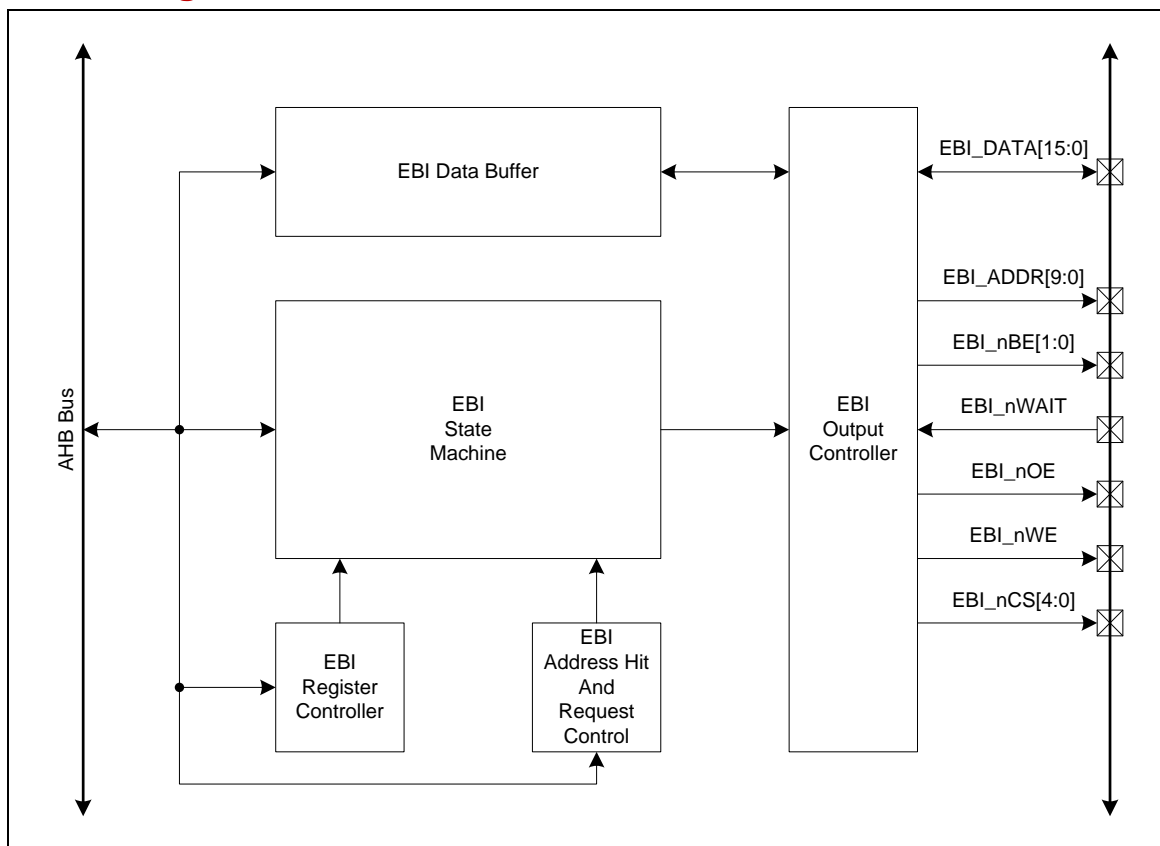 EBI Data Buffer
EBI_DATA[15:0]
EBI_ADDR[9:0]
EBI_nBE[1:0]
AHB Bus
EBI
State
Machine
EBI
Output
Controller
EBI_nWAIT
EBI_nOE
EBI_nWE
EBI_nCS[4:0]
EBI
Register
Controller
EBI
Address Hit
And
Request
Control